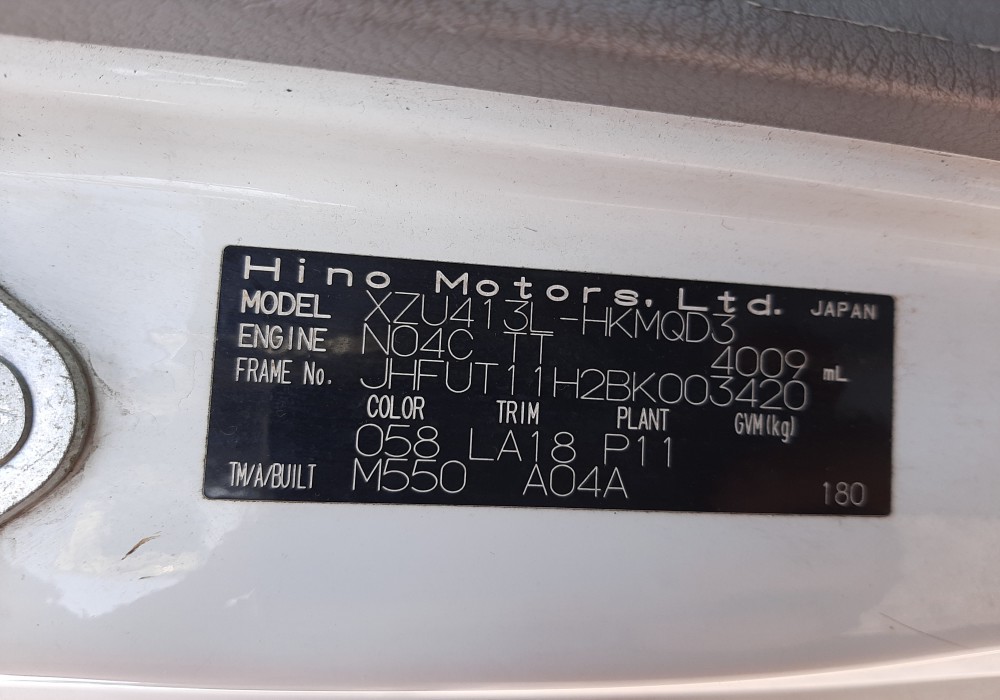 Hino Motors, Ltd. JAPAN
MODEL XZU413L-HKMQD3
ENGINE N04C TT 4009 mL
FRAME No. JHFUT11H2BK003420
COLOR TRIM PLANT GVM(kg)
058 LA18 P11
TM/A/BUILT M550 A04A 180